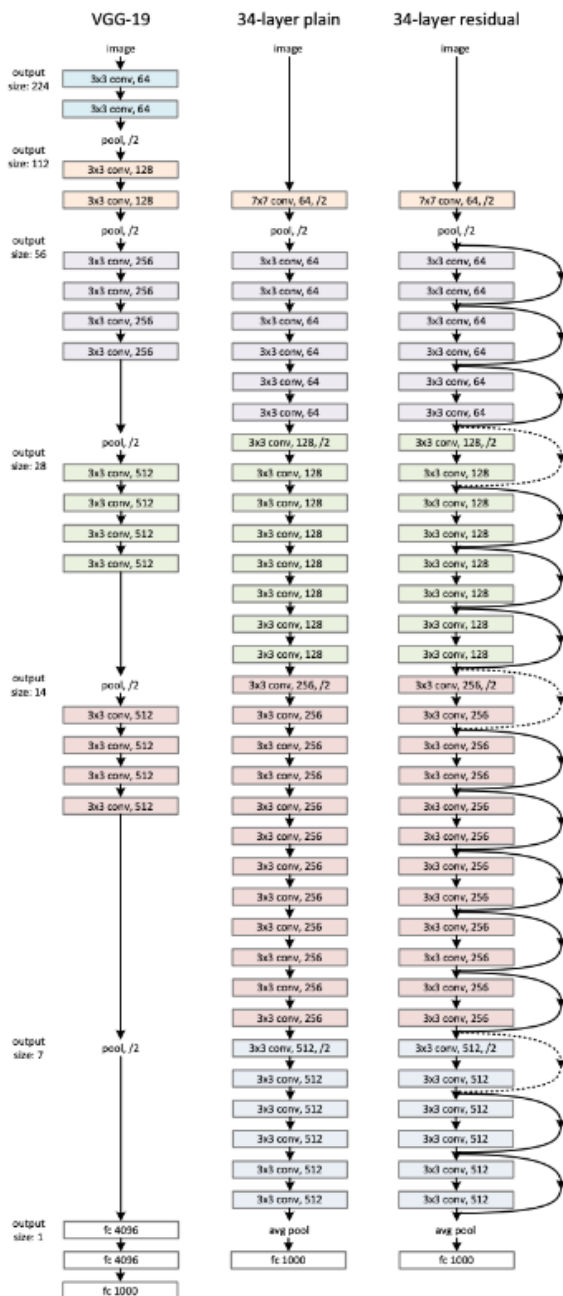 VGG-19
34-layer plain
34-layer residual
output size: 224
image
3x3 conv, 64
3x3 conv, 64
output size: 112
pool, /2
3x3 conv, 128
3x3 conv, 128
output size: 56
pool, /2
3x3 conv, 256
3x3 conv, 256
3x3 conv, 256
3x3 conv, 256
output size: 28
pool, /2
3x3 conv, 512
3x3 conv, 512
3x3 conv, 512
3x3 conv, 512
output size: 14
pool, /2
3x3 conv, 512
3x3 conv, 512
3x3 conv, 512
3x3 conv, 512
output size: 7
pool, /2
output size: 1
fc 4096
fc 4096
fc 1000
image
7x7 conv, 64, /2
pool, /2
3x3 conv, 64
3x3 conv, 64
3x3 conv, 64
3x3 conv, 64
3x3 conv, 64
3x3 conv, 64
3x3 conv, 128, /2
3x3 conv, 128
3x3 conv, 128
3x3 conv, 128
3x3 conv, 128
3x3 conv, 128
3x3 conv, 128
3x3 conv, 128
3x3 conv, 256, /2
3x3 conv, 256
3x3 conv, 256
3x3 conv, 256
3x3 conv, 256
3x3 conv, 256
3x3 conv, 256
3x3 conv, 256
3x3 conv, 256
3x3 conv, 256
3x3 conv, 256
3x3 conv, 256
3x3 conv, 512, /2
3x3 conv, 512
3x3 conv, 512
3x3 conv, 512
3x3 conv, 512
3x3 conv, 512
avg pool
fc 1000
image
7x7 conv, 64, /2
pool, /2
3x3 conv, 64
3x3 conv, 64
3x3 conv, 64
3x3 conv, 64
3x3 conv, 64
3x3 conv, 64
3x3 conv, 128, /2
3x3 conv, 128
3x3 conv, 128
3x3 conv, 128
3x3 conv, 128
3x3 conv, 128
3x3 conv, 128
3x3 conv, 128
3x3 conv, 256, /2
3x3 conv, 256
3x3 conv, 256
3x3 conv, 256
3x3 conv, 256
3x3 conv, 256
3x3 conv, 256
3x3 conv, 256
3x3 conv, 256
3x3 conv, 256
3x3 conv, 256
3x3 conv, 256
3x3 conv, 512, /2
3x3 conv, 512
3x3 conv, 512
3x3 conv, 512
3x3 conv, 512
3x3 conv, 512
avg pool
fc 1000